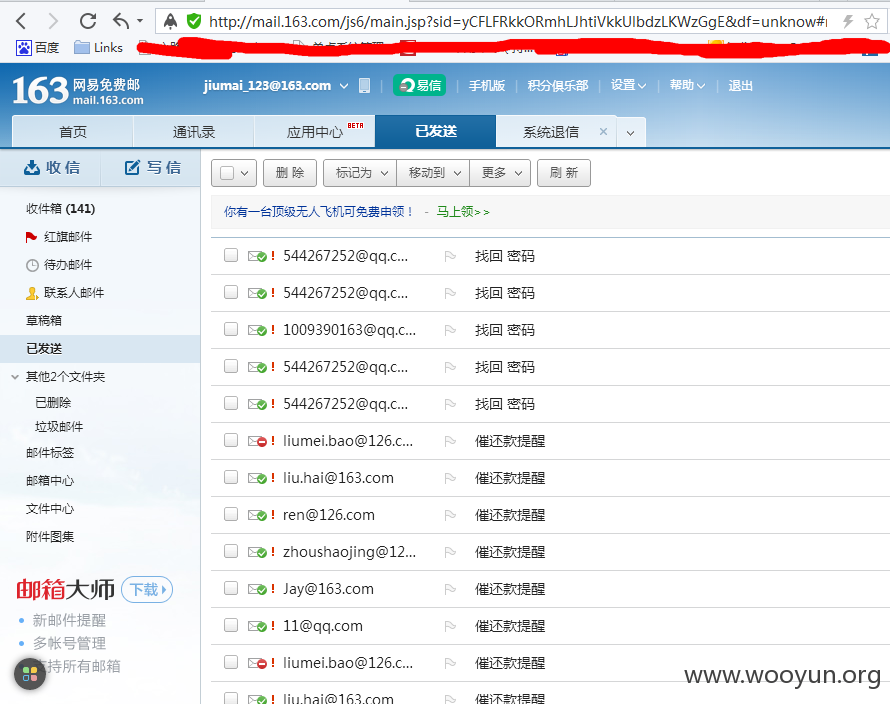 http://mail.163.com/js6/main.jsp?sid=yCFLFRkkORmhLJhtiVkkUlbdzLKWzGgE&df=unknow#
百度 Links
163 网易免费邮
mail.163.com
jiumai_123@163.com 易信 手机版 积分俱乐部 设置 帮助 退出
首页 通讯录 应用中心 BETA 已发送 系统退信 ×
收 信 写 信
删 除 标记为 移动到 更多 刷 新
你有一台顶级无人飞机可免费申领！ - 马上领>>
收件箱 (141)
红旗邮件
待办邮件
联系人邮件
草稿箱
已发送
其他2个文件夹
已删除
垃圾邮件
邮件标签
邮箱中心
文件中心
附件图集
邮箱大师 下载
新邮件提醒
多帐号管理
持所有邮箱
! 544267252@qq.c... 找回 密码
! 544267252@qq.c... 找回 密码
! 1009390163@qq.c... 找回 密码
! 544267252@qq.c... 找回 密码
! 544267252@qq.c... 找回 密码
! liumei.bao@126.c... 催还款提醒
! liu.hai@163.com 催还款提醒
! ren@126.com 催还款提醒
! zhoushaojing@12... 催还款提醒
! Jay@163.com 催还款提醒
! 11@qq.com 催还款提醒
! liumei.bao@126.c... 催还款提醒
! liu.hai@163.com 催还款提醒
www.wooyun.org